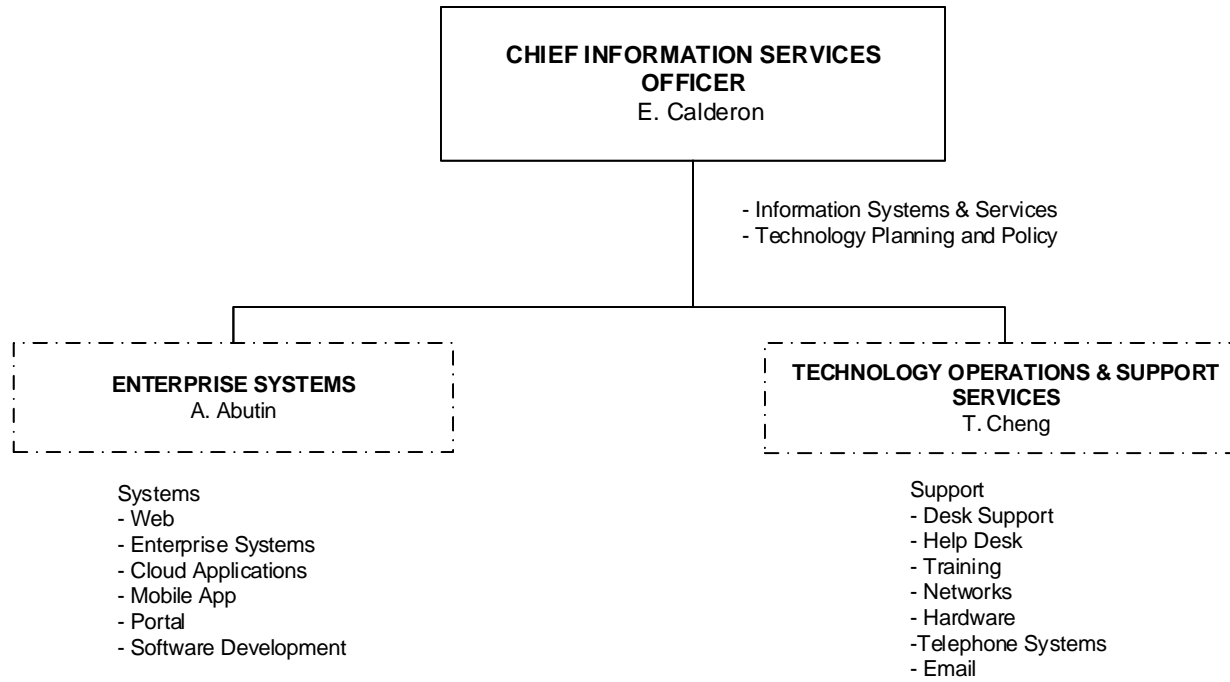 CHIEF INFORMATION SERVICES
OFFICER
E. Calderon
- Information Systems & Services
- Technology Planning and Policy
ENTERPRISE SYSTEMS
A. Abutin
TECHNOLOGY OPERATIONS & SUPPORT
SERVICES
T. Cheng
Systems
- Web
- Enterprise Systems
- Cloud Applications
- Mobile App
- Portal
- Software Development
Support
- Desk Support
- Help Desk
- Training
- Networks
- Hardware
-Telephone Systems
- Email